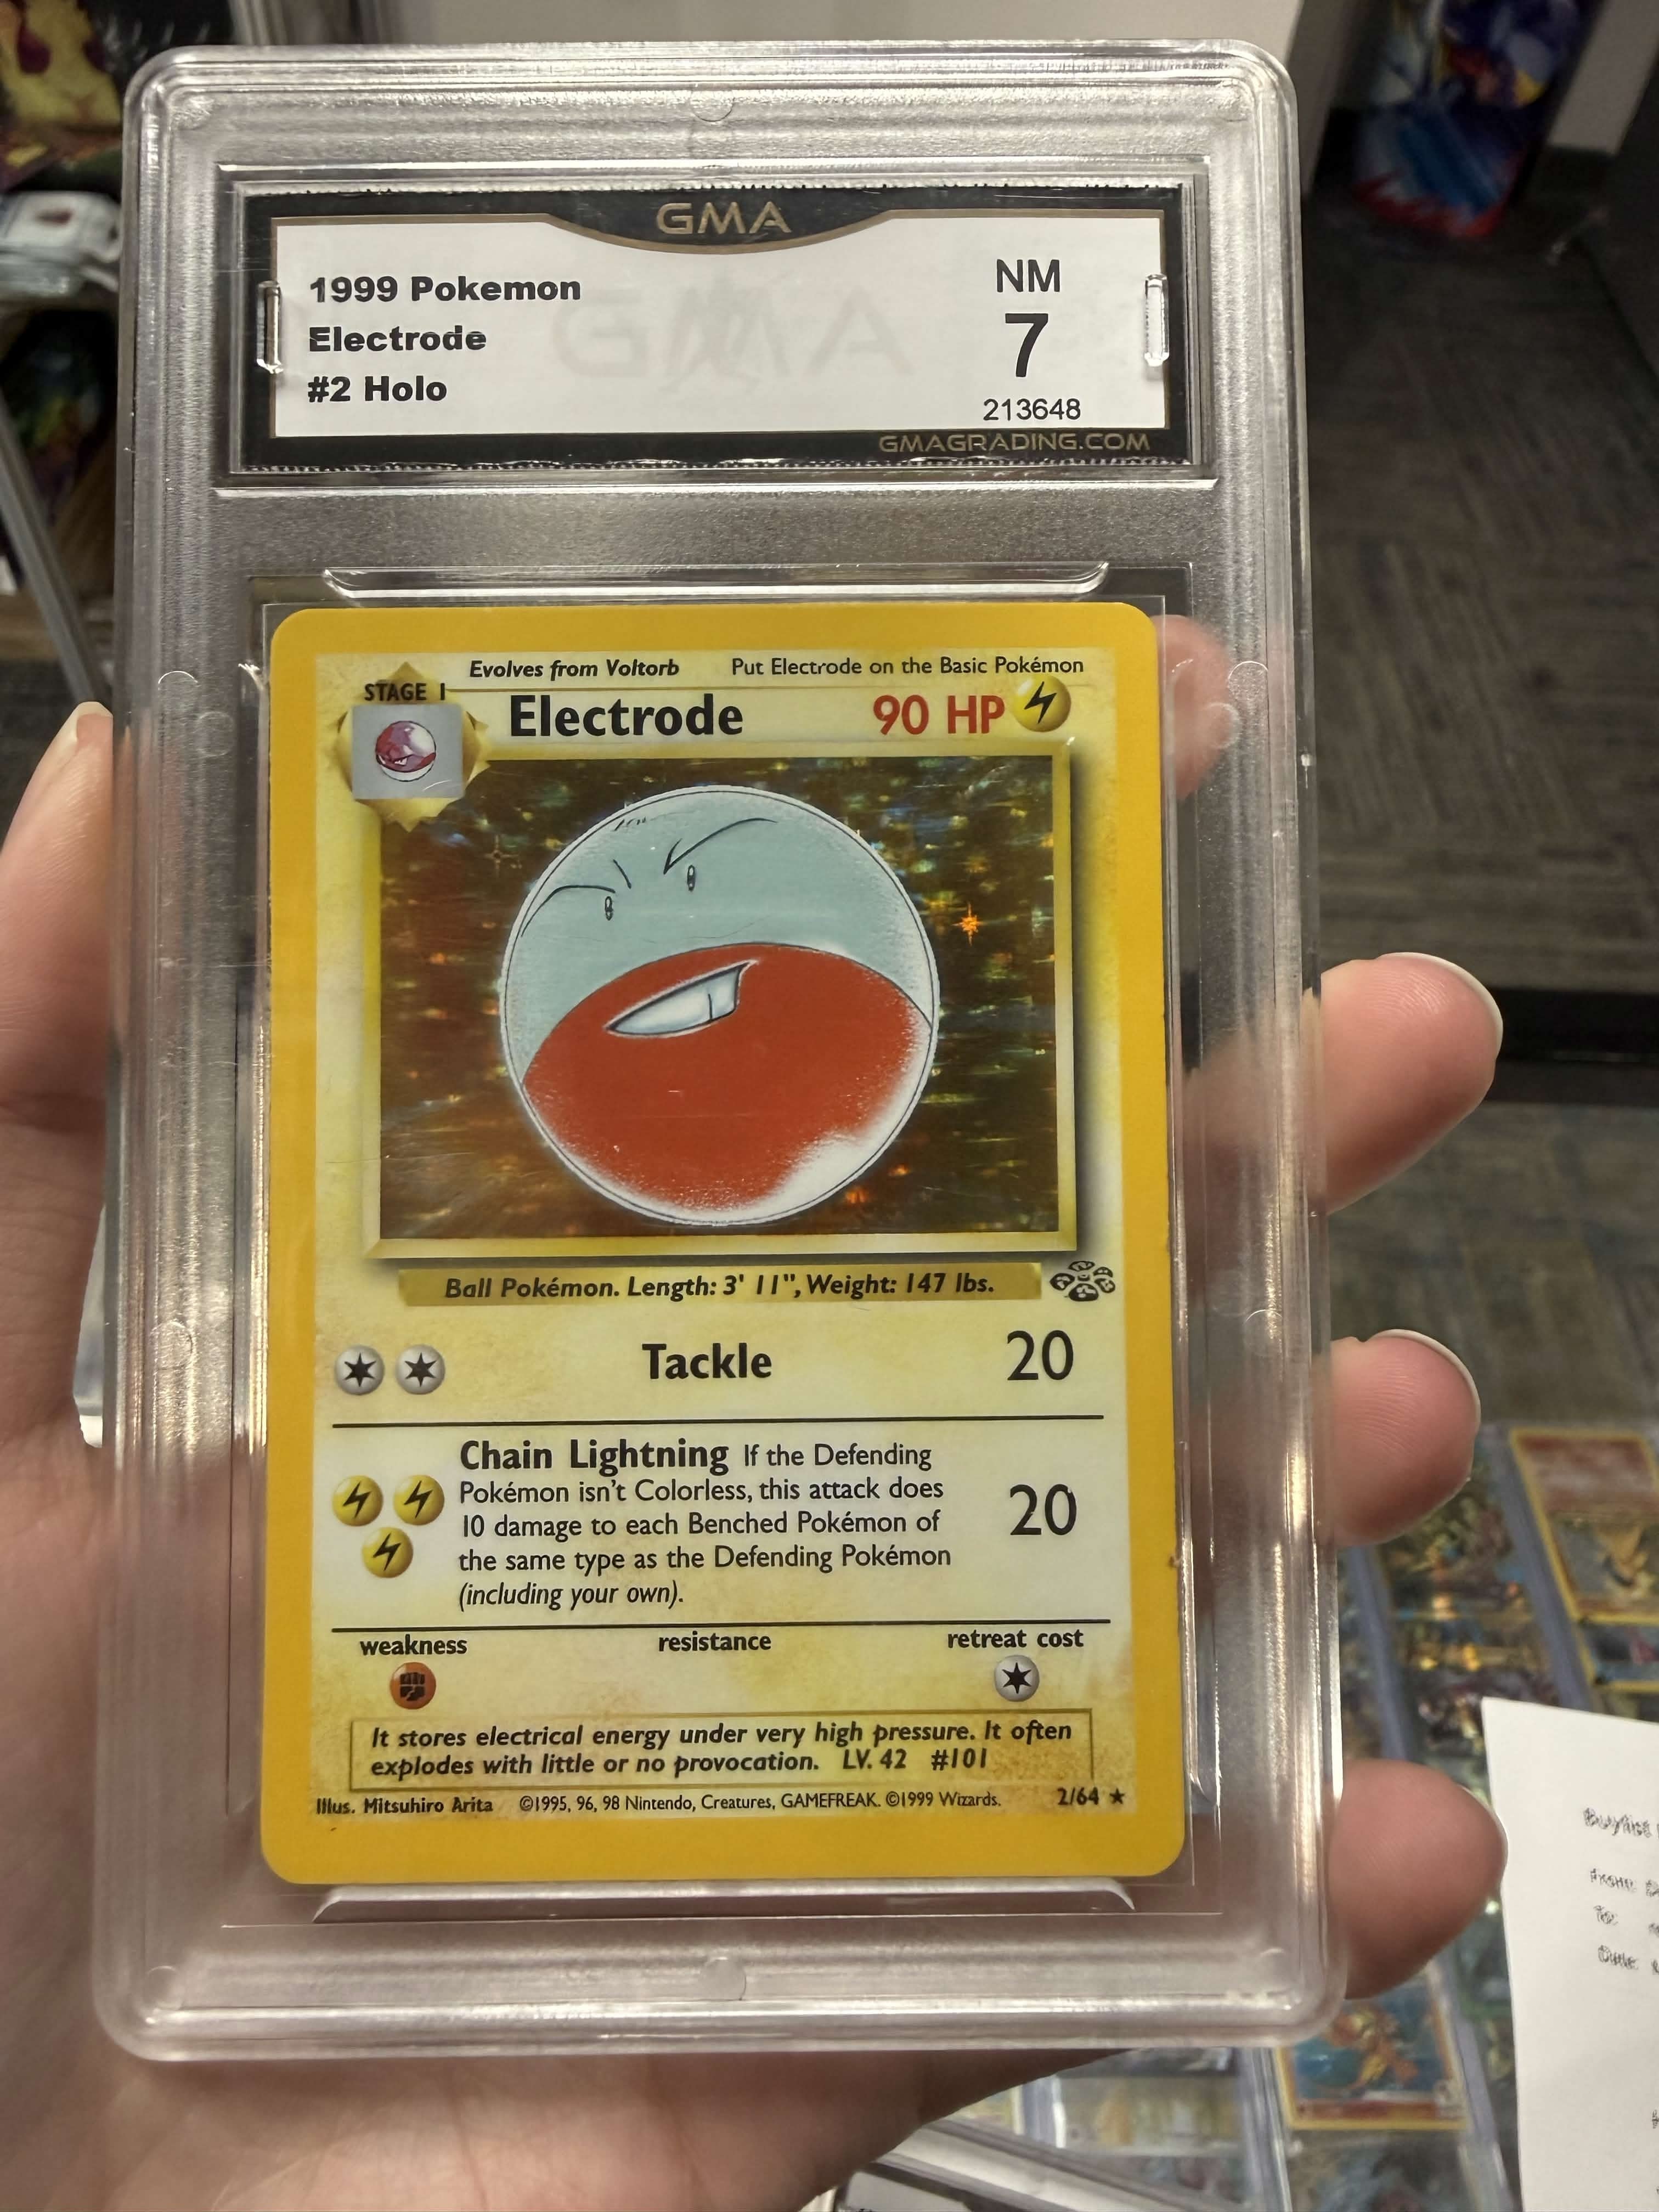 GMA
1999 Pokemon
Electrode
#2 Holo
NM
7
213648
GMAGRADING.COM
Evolves from Voltorb
Put Electrode on the Basic Pokémon
STAGE 1
Electrode
90 HP
Ball Pokémon. Length: 3' 11", Weight: 147 lbs.
Tackle
20
Chain Lightning If the Defending
Pokémon isn't Colorless, this attack does
10 damage to each Benched Pokémon of
the same type as the Defending Pokémon
(including your own).
20
weakness
resistance
retreat cost
It stores electrical energy under very high pressure. It often
explodes with little or no provocation. LV. 42 #101
Illus. Mitsuhiro Arita ©1995, 96, 98 Nintendo, Creatures, GAMEFREAK. ©1999 Wizards. 2/64 ★